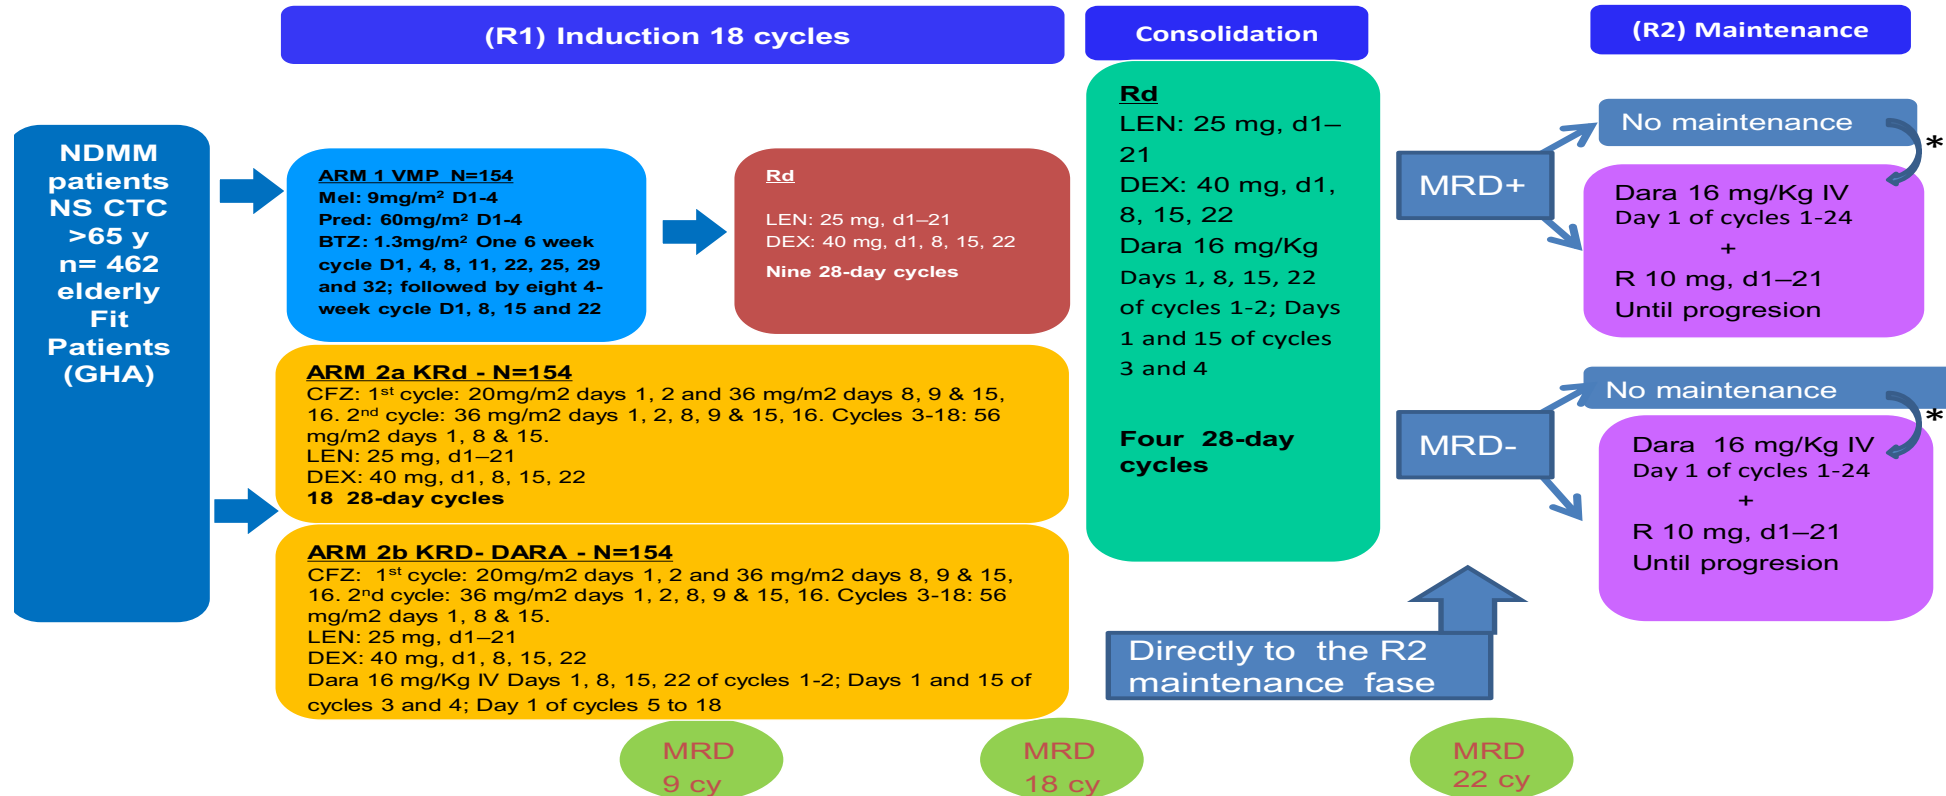 (R1) Induction 18 cycles
Consolidation
(R2) Maintenance
NDMM
patients
NS CTC
>65 y
n= 462
elderly
Fit
Patients
(GHA)
ARM 1 VMP  N=154
Mel: 9mg/m² D1-4
Pred: 60mg/m² D1-4
BTZ: 1.3mg/m² One 6 week
cycle D1, 4, 8, 11, 22, 25, 29
and 32; followed by eight 4-
week cycle D1, 8, 15 and 22
Rd
LEN: 25 mg, d1–21
DEX: 40 mg, d1, 8, 15, 22
Nine 28-day cycles
ARM 2a KRd - N=154
CFZ: 1st cycle: 20mg/m2 days 1, 2 and 36 mg/m2 days 8, 9 & 15,
16. 2nd cycle: 36 mg/m2 days 1, 2, 8, 9 & 15, 16. Cycles 3-18: 56
mg/m2 days 1, 8 & 15.
LEN: 25 mg, d1–21
DEX: 40 mg, d1, 8, 15, 22
18  28-day cycles
ARM 2b KRD- DARA - N=154
CFZ:  1st cycle: 20mg/m2 days 1, 2 and 36 mg/m2 days 8, 9 & 15,
16. 2nd cycle: 36 mg/m2 days 1, 2, 8, 9 & 15, 16. Cycles 3-18: 56
mg/m2 days 1, 8 & 15.
LEN: 25 mg, d1–21
DEX: 40 mg, d1, 8, 15, 22
Dara 16 mg/Kg IV Days 1, 8, 15, 22 of cycles 1-2; Days 1 and 15 of
cycles 3 and 4; Day 1 of cycles 5 to 18
Rd
LEN: 25 mg, d1–
21
DEX: 40 mg, d1,
8, 15, 22
Dara 16 mg/Kg
Days 1, 8, 15, 22
of cycles 1-2; Days
1 and 15 of cycles
3 and 4
Four  28-day
cycles
MRD+
No maintenance
*
Dara 16 mg/Kg IV
Day 1 of cycles 1-24
+
R 10 mg, d1–21
Until progresion
MRD-
No maintenance
*
Dara  16 mg/Kg IV
Day 1 of cycles 1-24
+
R 10 mg, d1–21
Until progresion
Directly to  the R2
maintenance  fase
MRD
9 cy
MRD
18 cy
MRD
22 cy